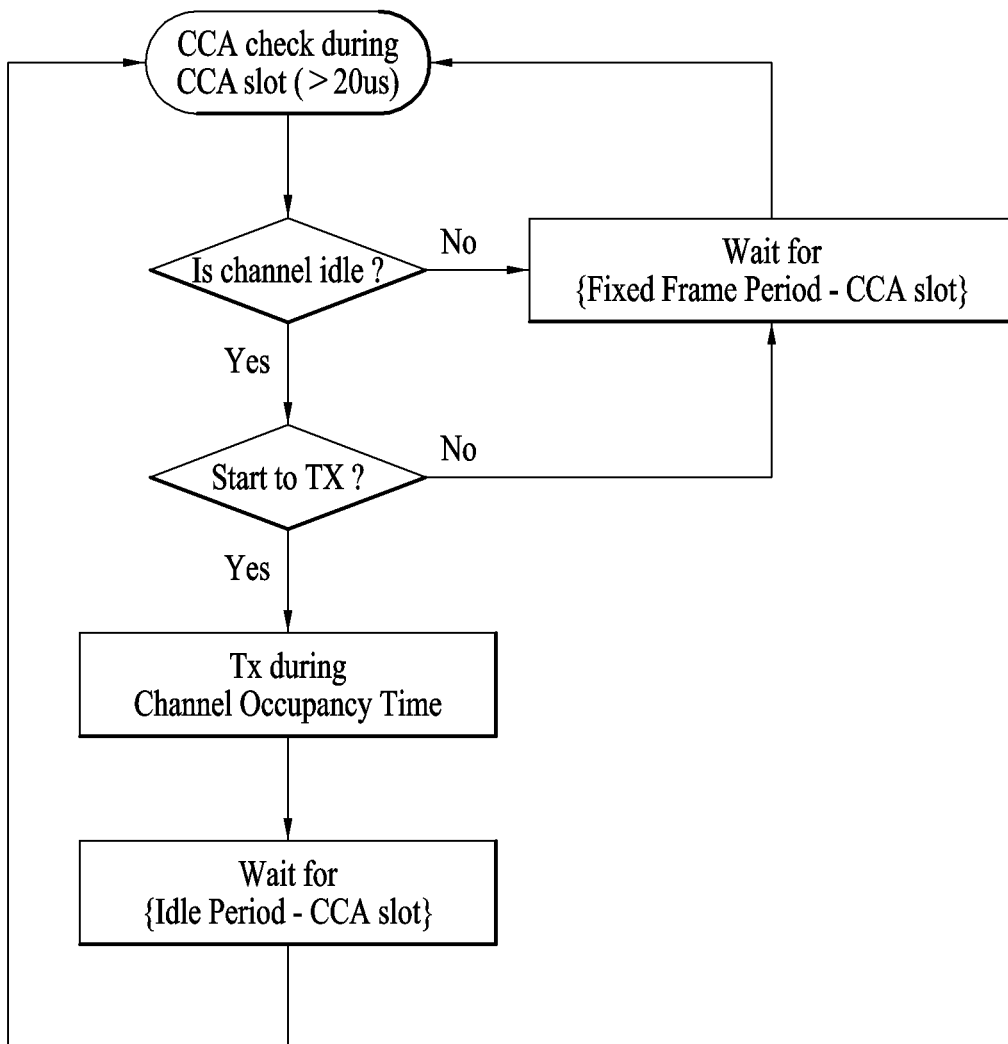 CCA check during
CCA slot ( > 20us)
Is channel idle ?
No
Wait for
{Fixed Frame Period - CCA slot}
Yes
Start to TX ?
No
Yes
Tx during
Channel Occupancy Time
Wait for
{Idle Period - CCA slot}